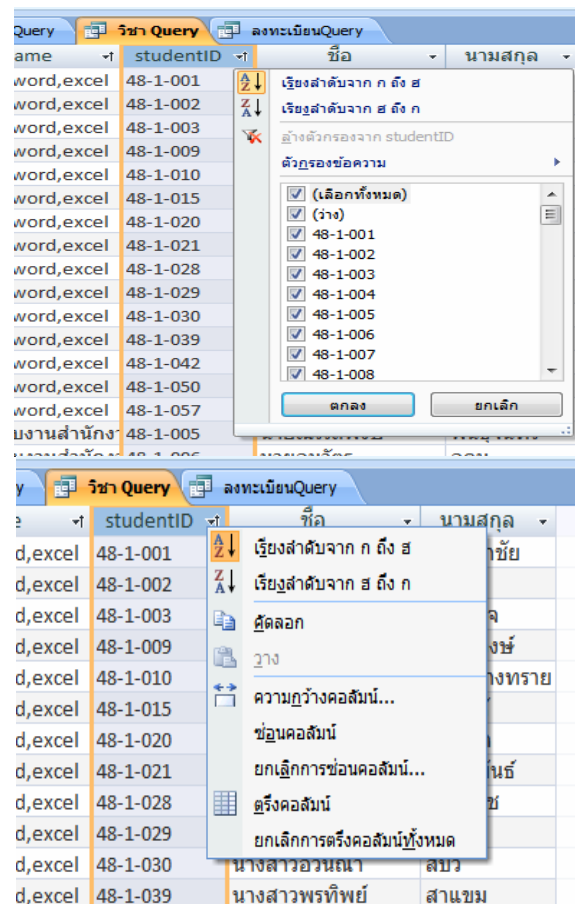 Query วิชา Query ลงทะเบียนQuery
ame studentID ชื่อ นามสกุล
word,excel 48-1-001
word,excel 48-1-002
word,excel 48-1-003
word,excel 48-1-009
word,excel 48-1-010
word,excel 48-1-015
word,excel 48-1-020
word,excel 48-1-021
word,excel 48-1-028
word,excel 48-1-029
word,excel 48-1-030
word,excel 48-1-039
word,excel 48-1-042
word,excel 48-1-050
word,excel 48-1-057
48-1-005
เรียงลำดับจาก ก ถึง ฮ
เรียงลำดับจาก ฮ ถึง ก
ล้างตัวกรองจาก studentID
ตัวกรองข้อความ
(เลือกทั้งหมด)
(ว่าง)
48-1-001
48-1-002
48-1-003
48-1-004
48-1-005
48-1-006
48-1-007
48-1-008
ตกลง ยกเลิก
y วิชา Query ลงทะเบียนQuery
studentID ชื่อ นามสกุล
d,excel 48-1-001
d,excel 48-1-002
d,excel 48-1-003
d,excel 48-1-009
d,excel 48-1-010
d,excel 48-1-015
d,excel 48-1-020
d,excel 48-1-021
d,excel 48-1-028
d,excel 48-1-029
d,excel 48-1-030
d,excel 48-1-039 นางสาวพรทิพย์ สาแขม
เรียงลำดับจาก ก ถึง ฮ
เรียงลำดับจาก ฮ ถึง ก
คัดลอก
วาง
ความกว้างคอลัมน์...
ซ่อนคอลัมน์
ยกเลิกการซ่อนคอลัมน์...
ตรึงคอลัมน์
ยกเลิกการตรึงคอลัมน์ทั้งหมด